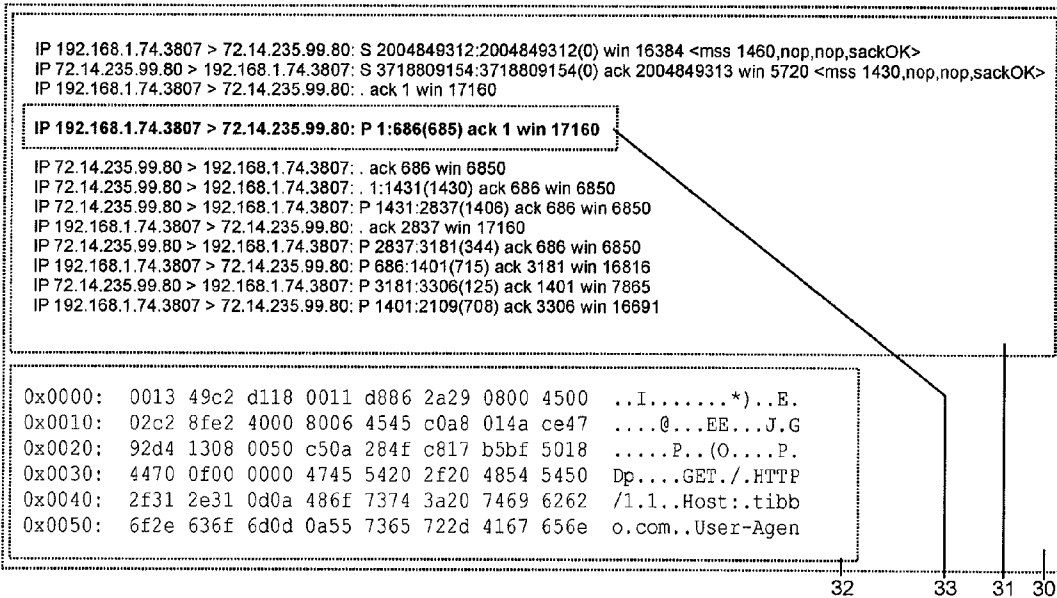 IP 192.168.1.74.3807 > 72.14.235.99.80: S 2004849312:2004849312(0) win 16384 <mss 1460,nop,nop,sackOK>
IP 72.14.235.99.80 > 192.168.1.74.3807: S 3718809154:3718809154(0) ack 2004849313 win 5720 <mss 1430,nop,nop,sackOK>
IP 192.168.1.74.3807 > 72.14.235.99.80: . ack 1 win 17160
IP 192.168.1.74.3807 > 72.14.235.99.80: P 1:686(685) ack 1 win 17160
IP 72.14.235.99.80 > 192.168.1.74.3807: . ack 686 win 6850
IP 72.14.235.99.80 > 192.168.1.74.3807: . 1:1431(1430) ack 686 win 6850
IP 72.14.235.99.80 > 192.168.1.74.3807: P 1431:2837(1406) ack 686 win 6850
IP 192.168.1.74.3807 > 72.14.235.99.80: . ack 2837 win 17160
IP 72.14.235.99.80 > 192.168.1.74.3807: P 2837:3181(344) ack 686 win 6850
IP 192.168.1.74.3807 > 72.14.235.99.80: P 686:1401(715) ack 3181 win 16816
IP 72.14.235.99.80 > 192.168.1.74.3807: P 3181:3306(125) ack 1401 win 7865
IP 192.168.1.74.3807 > 72.14.235.99.80: P 1401:2109(708) ack 3306 win 16691
0x0000: 0013 49c2 d118 0011 d886 2a29 0800 4500 ..I.......*)..E.
0x0010: 02c2 8fe2 4000 8006 4545 c0a8 014a ce47 ....@...EE...J.G
0x0020: 92d4 1308 0050 c50a 284f c817 b5bf 5018 .....P..(O....P.
0x0030: 4470 0f00 0000 4745 5420 2f20 4854 5450 Dp....GET./.HTTP
0x0040: 2f31 2e31 0d0a 486f 7374 3a20 7469 6262 /1.1..Host:.tibb
0x0050: 6f2e 636f 6d0d 0a55 7365 722d 4167 656e o.com..User-Agen
32 33 31 30